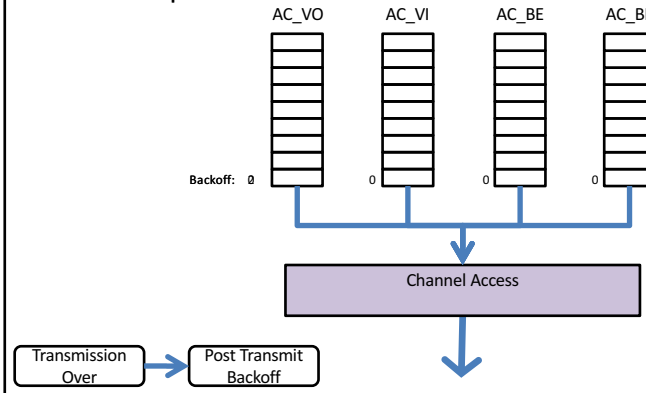 AC_VO AC_VI AC_BE
Backoff: 0 0 0
Channel Access
Transmission
Over
Post Transmit
Backoff